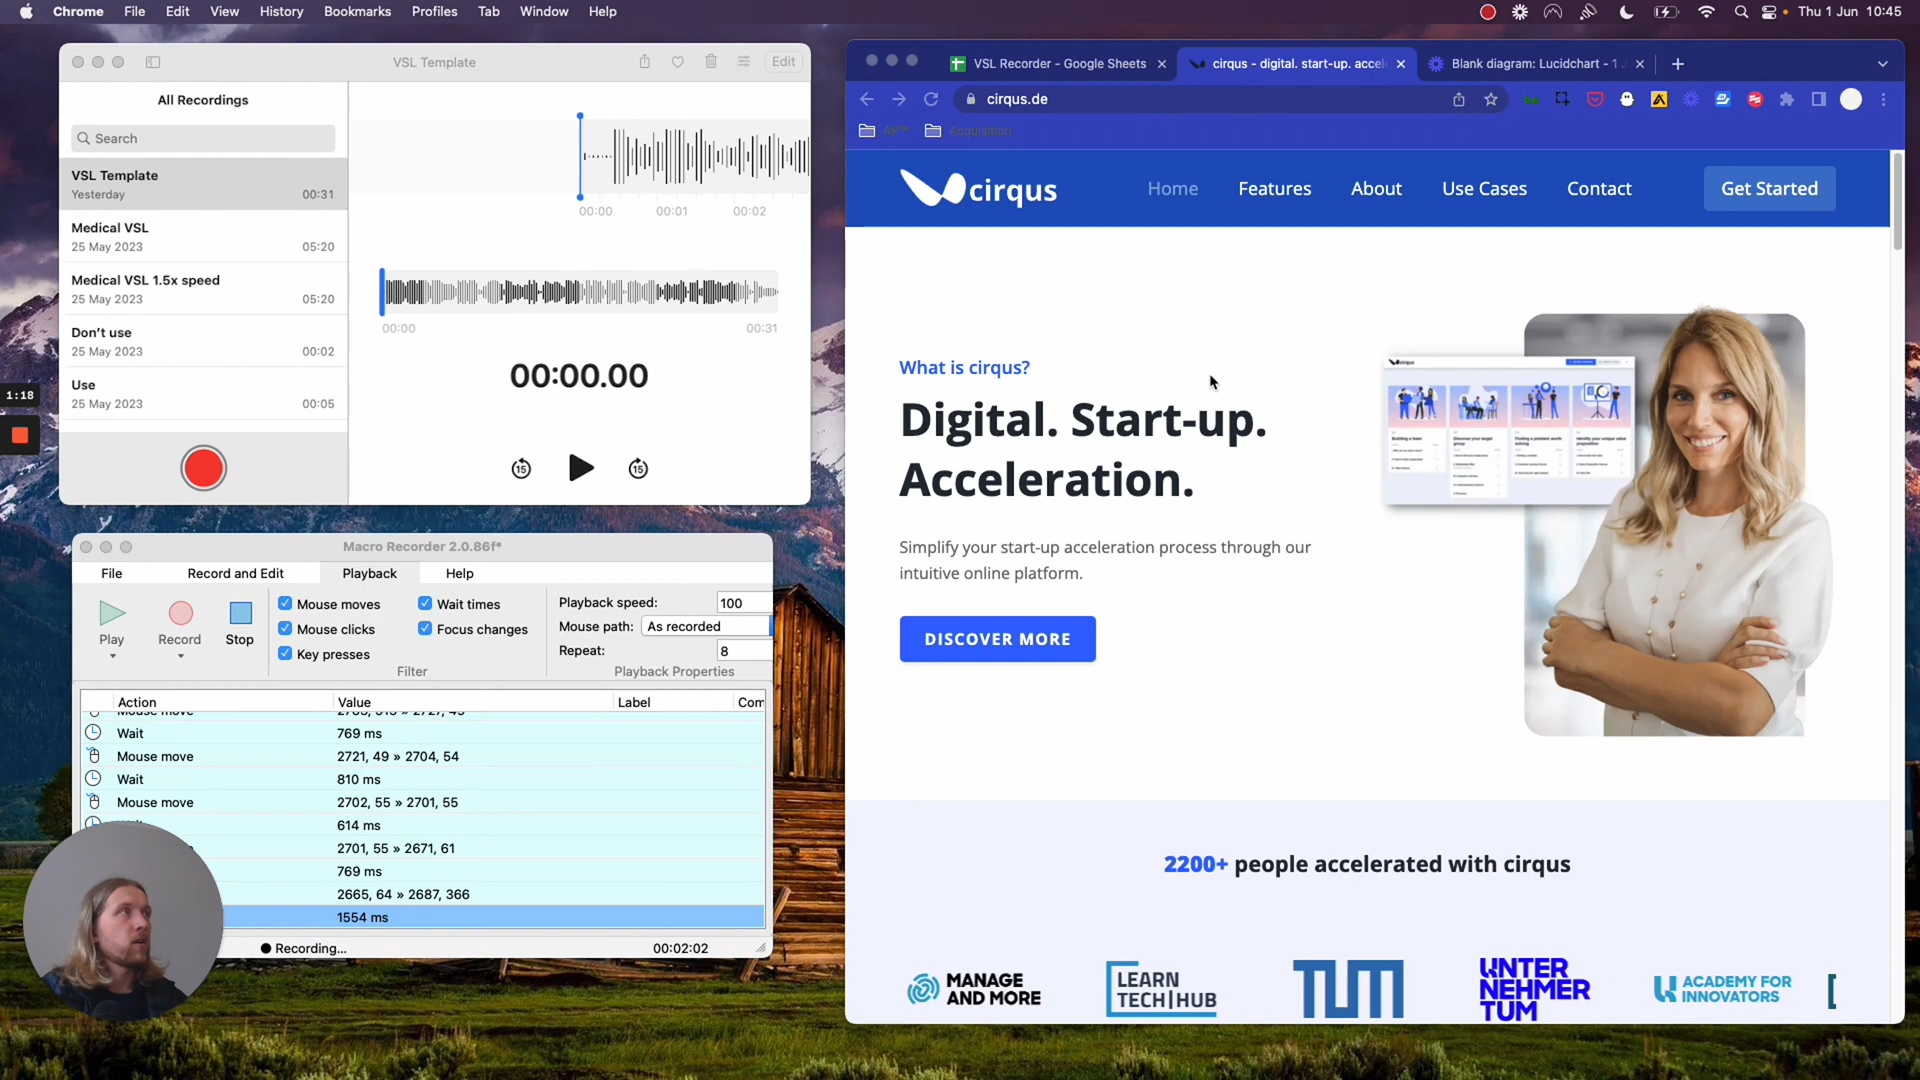 Chrome File Edit View History Bookmarks Profiles Tab Window Help
Thu 1 Jun 10:45
VSL Template
Edit
All Recordings
Search
VSL Template
Yesterday 00:31
Medical VSL
25 May 2023 05:20
Medical VSL 1.5x speed
25 May 2023 05:20
Don't use
25 May 2023 00:02
Use
25 May 2023 00:05
00:00 00:01 00:02
00:00 00:31
00:00.00
15 15
1:18
Macro Recorder 2.0.86f*
File Record and Edit Playback Help
Play Record Stop
Mouse moves
Mouse clicks
Key presses
Wait times
Focus changes
Filter
Playback speed: 100
Mouse path: As recorded
Repeat: 8
Playback Properties
Action Value Label Com
Wait 769 ms
Mouse move 2721, 49 » 2704, 54
Wait 810 ms
Mouse move 2702, 55 » 2701, 55
614 ms
2701, 55 » 2671, 61
769 ms
2665, 64 » 2687, 366
1554 ms
Recording... 00:02:02
VSL Recorder - Google Sheets
cirqus - digital. start-up. accel
Blank diagram: Lucidchart - 1 J
cirqus.de
AP™ Acquisition
cirqus
Home Features About Use Cases Contact Get Started
What is cirqus?
Digital. Start-up.
Acceleration.
Simplify your start-up acceleration process through our
intuitive online platform.
DISCOVER MORE
cirqus
2200+ people accelerated with cirqus
MANAGE
AND MORE
LEARN
TECH|HUB
TUM
UNTER
NEHMER
TUM
ACADEMY FOR
INNOVATORS